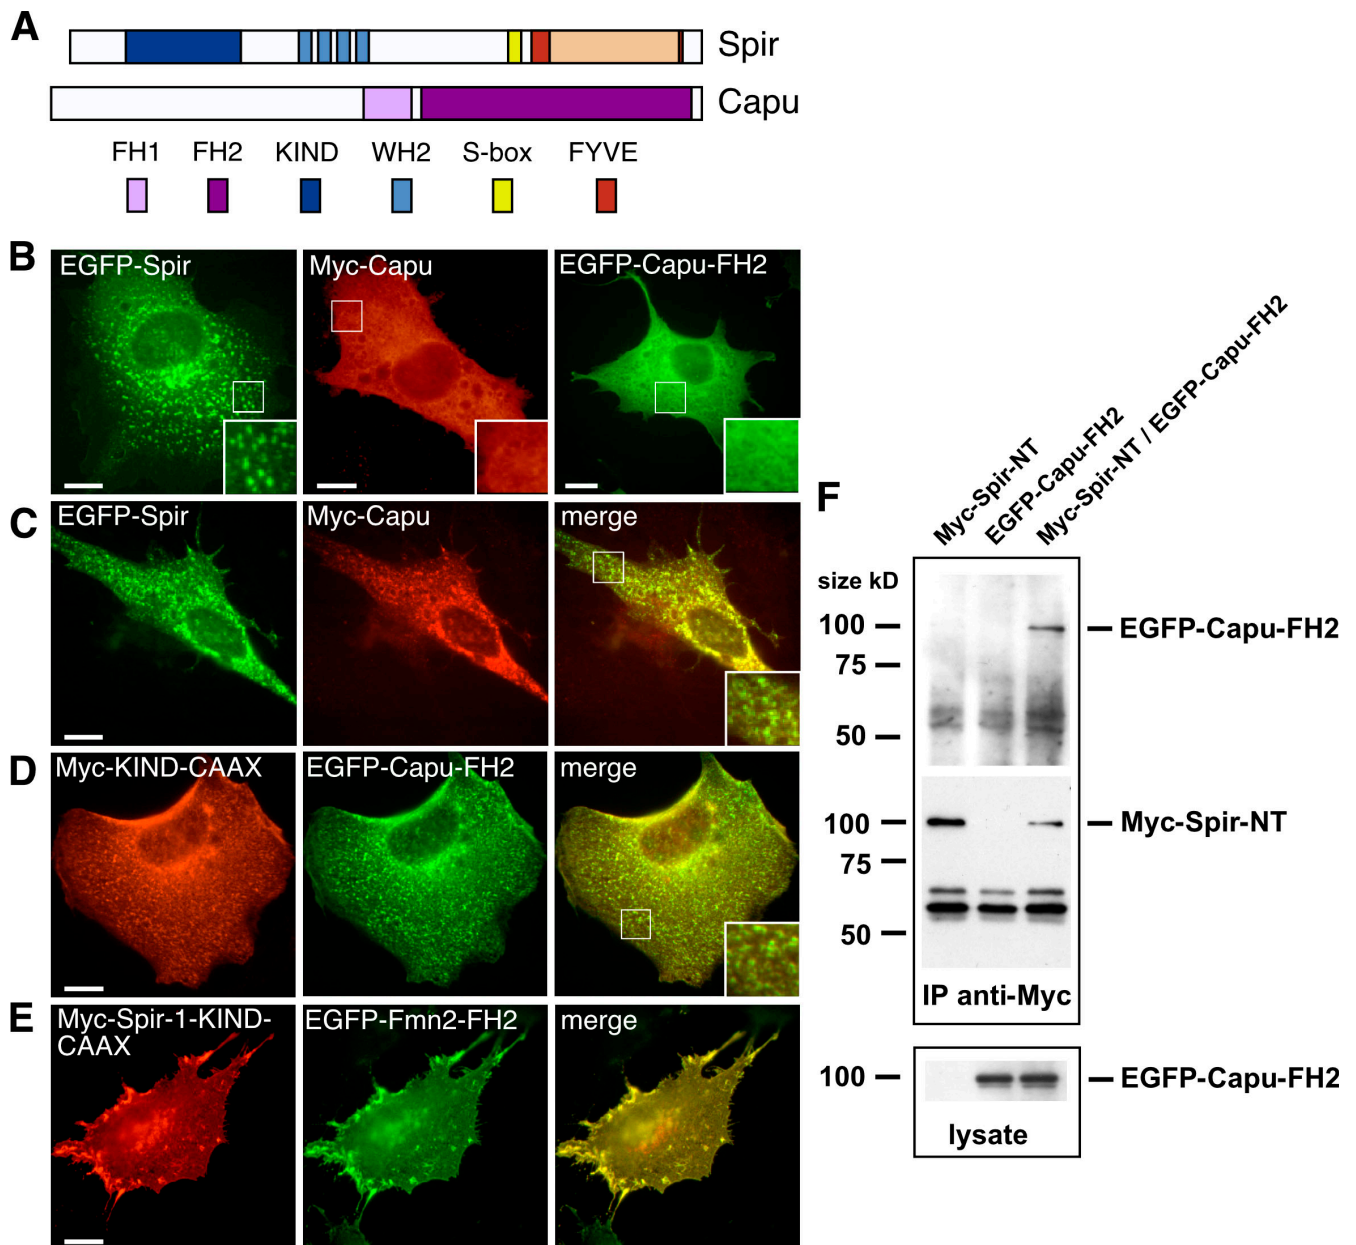 A
Spir
Capu
FH1 FH2 KIND WH2 S-box FYVE
B
EGFP-Spir
Myc-Capu
EGFP-Capu-FH2
C
EGFP-Spir
Myc-Capu
merge
D
Myc-KIND-CAAX
EGFP-Capu-FH2
merge
E
Myc-Spir-1-KIND-
CAAX
EGFP-Fmn2-FH2
merge
F
Myc-Spir-NT
EGFP-Capu-FH2
Myc-Spir-NT / EGFP-Capu-FH2
size kD
100
EGFP-Capu-FH2
75
50
100
Myc-Spir-NT
75
50
IP anti-Myc
100
EGFP-Capu-FH2
lysate